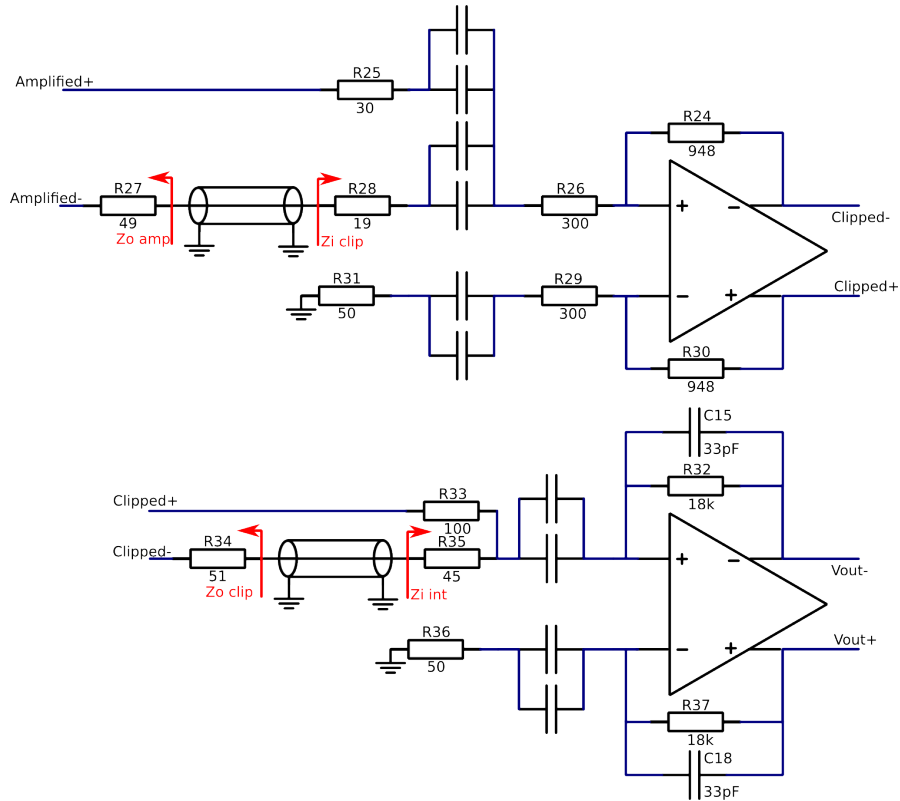 R25
Amplified+
30
R24
948
R27
R28
R26
Amplified-
49
19
300
+
-
Clipped-
Zo amp
Zi clip
R31
R29
Clipped+
50
300
-
+
R30
948
C15
33pF
R32
18k
Clipped+
R33
100
Clipped-
R34
R35
51
45
+
-
Vout-
Zo clip
Zi int
R36
50
-
+
Vout+
R37
18k
C18
33pF